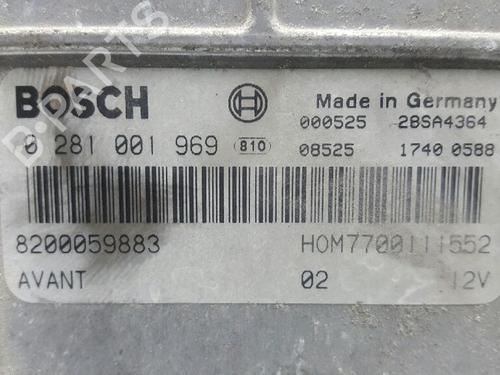 BOSCH
Made in Germany
000525 28SA4364
0 281 001 969 810
08525 1740 0588
8200059883 HOM7700111552
AVANT 02 12V